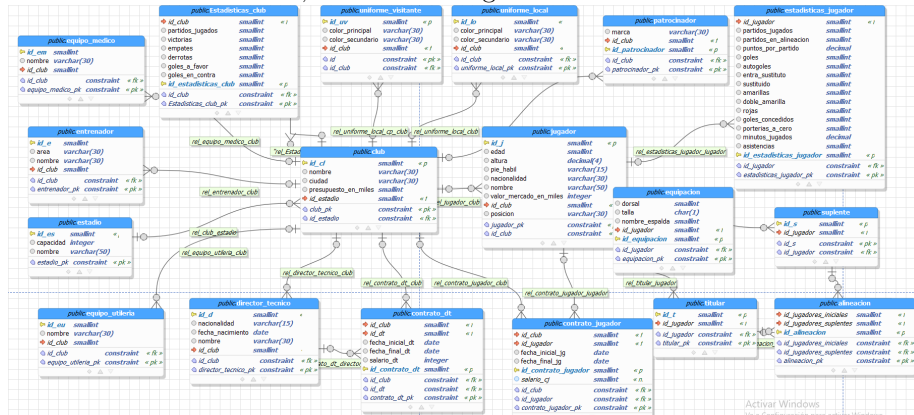 public.Estadisticas_club
id_club smallint
partidos_jugados smallint
victorias smallint
empates smallint
derrotas smallint
goles_a_favor smallint
goles_en_contra smallint
id_estadisticas_club smallint «p
id_club constraint «fk»
Estadisticas_club_pk constraint «pk»
public.uniforme_visitante
id_uv smallint «p
color_principal varchar(30)
color_secundario varchar(30)
id_club smallint
id constraint «pk»
id_club constraint «fk»
public.uniforme_local
id_lo smallint
color_principal varchar(30)
color_secundario varchar(30)
id_club smallint
id_club constraint «fk»
uniforme_local_pk constraint «pk»
public.patrocinador
marca varchar(30)
id_club smallint
id_patrocinador smallint «p
id_club constraint «fk»
patrocinador_pk constraint «pk»
public.estadisticas_jugador
id_jugador smallint
partidos_jugados smallint
partidos_en_alineacion smallint
puntos_por_partido decimal
goles smallint
autogoles smallint
entra_sustituto smallint
sustituido smallint
amarillas smallint
doble_amarilla smallint
rojas smallint
goles_concedidos smallint
porterias_a_cero smallint
minutos_jugados decimal
asistencias smallint
id_estadisticas_jugador smallint «p
id_jugador constraint «fk»
estadisticas_jugador_pk constraint «pk»
public.equipo_medico
id_em smallint
nombre varchar(30)
id_club smallint
id_club constraint «fk»
equipo_medico_pk constraint «pk»
public.entrenador
id_e smallint
area varchar(30)
nombre varchar(30)
id_club smallint
id_club constraint «fk»
entrenador_pk constraint «pk»
public.club
id_cl smallint «p
nombre varchar(30)
ciudad varchar(30)
presupuesto_en_miles smallint
id_estadio smallint
club_pk constraint «pk»
id_estadio constraint «fk»
public.jugador
id_j smallint «p
edad smallint
altura decimal(4)
pie_habil varchar(15)
nacionalidad varchar(30)
nombre varchar(50)
valor_mercado_en_miles integer
id_club smallint
posicion varchar(30)
jugador_pk constraint «pk»
id_club constraint «fk»
public.equipacion
dorsal smallint
talla char(1)
nombre_espalda smallint
id_jugador smallint
id_equipacion smallint «p
id_jugador constraint «fk»
equipacion_pk constraint «pk»
public.suplente
id_s smallint «p
id_jugador smallint
id_s constraint «pk»
id_jugador constraint «fk»
public.estadio
id_es smallint
capacidad integer
nombre varchar(50)
estadio_pk constraint «pk»
public.equipo_utileria
id_eu smallint
nombre varchar(30)
id_club smallint
id_club constraint «fk»
equipo_utileria_pk constraint «pk»
public.director_tecnico
id_d smallint
nacionalidad varchar(15)
fecha_nacimiento date
nombre varchar(30)
id_club smallint
id_club constraint «fk»
director_tecnico_pk constraint «pk»
public.contrato_dt
id_club smallint
id_dt smallint
fecha_inicial_dt date
fecha_final_dt date
salario_dt integer
id_contrato_dt smallint «p
id_club constraint «fk»
id_dt constraint «fk»
contrato_dt_pk constraint «pk»
public.contrato_jugador
id_club smallint
id_jugador smallint
fecha_inicial_jg date
fecha_final_jg date
id_contrato_jugador smallint «p
salario_cj smallint
id_club constraint «fk»
id_jugador constraint «fk»
contrato_jugador_pk constraint «pk»
public.titular
id_t smallint «p
id_jugador smallint
id_jugador constraint «fk»
titular_pk constraint «pk»
public.alineacion
id_jugadores_iniciales smallint
id_jugadores_suplentes smallint
id_alineacion smallint «p
id_jugadores_iniciales constraint «fk»
id_jugadores_suplentes constraint «fk»
alineacion_pk constraint «pk»
rel_equipo_medico_club
rel_uniforme_local_cp_club
rel_uniforme_local_club
rel_estadisticas_jugador_jugador
rel_entrenador_club
rel_jugador_club
rel_club_estadio
rel_equipo_utileria_club
rel_director_tecnico_club
rel_contrato_dt_club
rel_contrato_jugador_club
rel_contrato_jugador_jugador
rel_titular_jugador
Activar Windows